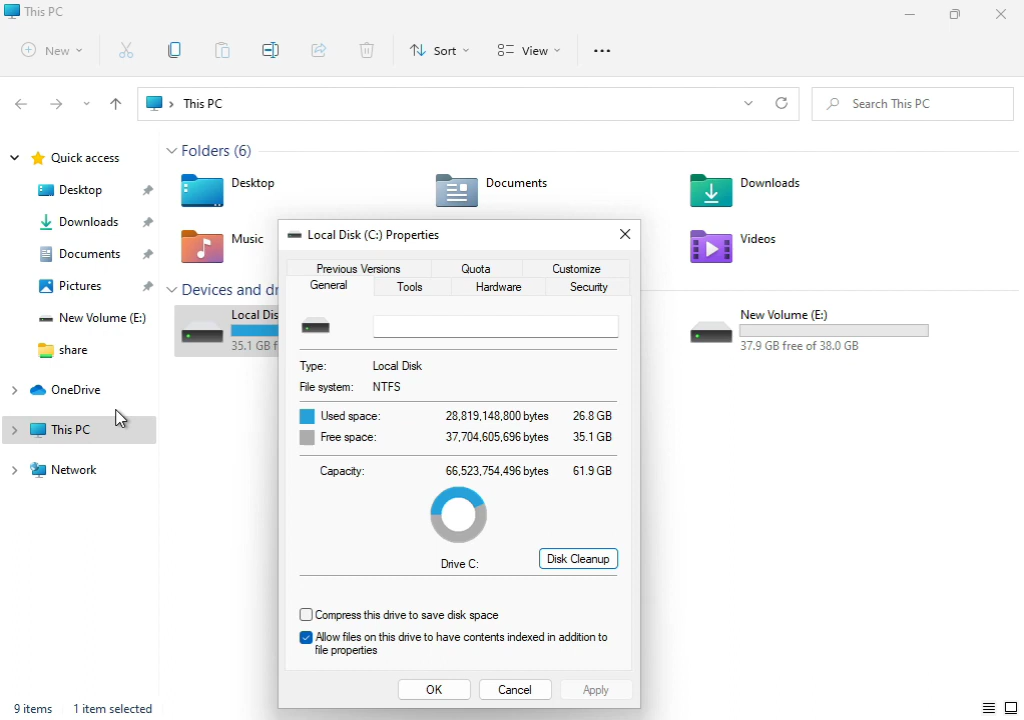 This PC
New
Sort
View
This PC
Search This PC
Quick access
Desktop
Downloads
Documents
Pictures
New Volume (E:)
share
OneDrive
This PC
Network
Folders (6)
Desktop
Documents
Downloads
Music
Videos
Devices and
Local
35.1 GB
New Volume (E:)
37.9 GB free of 38.0 GB
Local Disk (C:) Properties
Previous Versions
Quota
Customize
General
Tools
Hardware
Security
Type: Local Disk
File system: NTFS
Used space: 28,819,148,800 bytes 26.8 GB
Free space: 37,704,605,696 bytes 35.1 GB
Capacity: 66,523,754,496 bytes 61.9 GB
Drive C:
Disk Cleanup
Compress this drive to save disk space
Allow files on this drive to have contents indexed in addition to
file properties
OK
Cancel
Apply
9 items
1 item selected